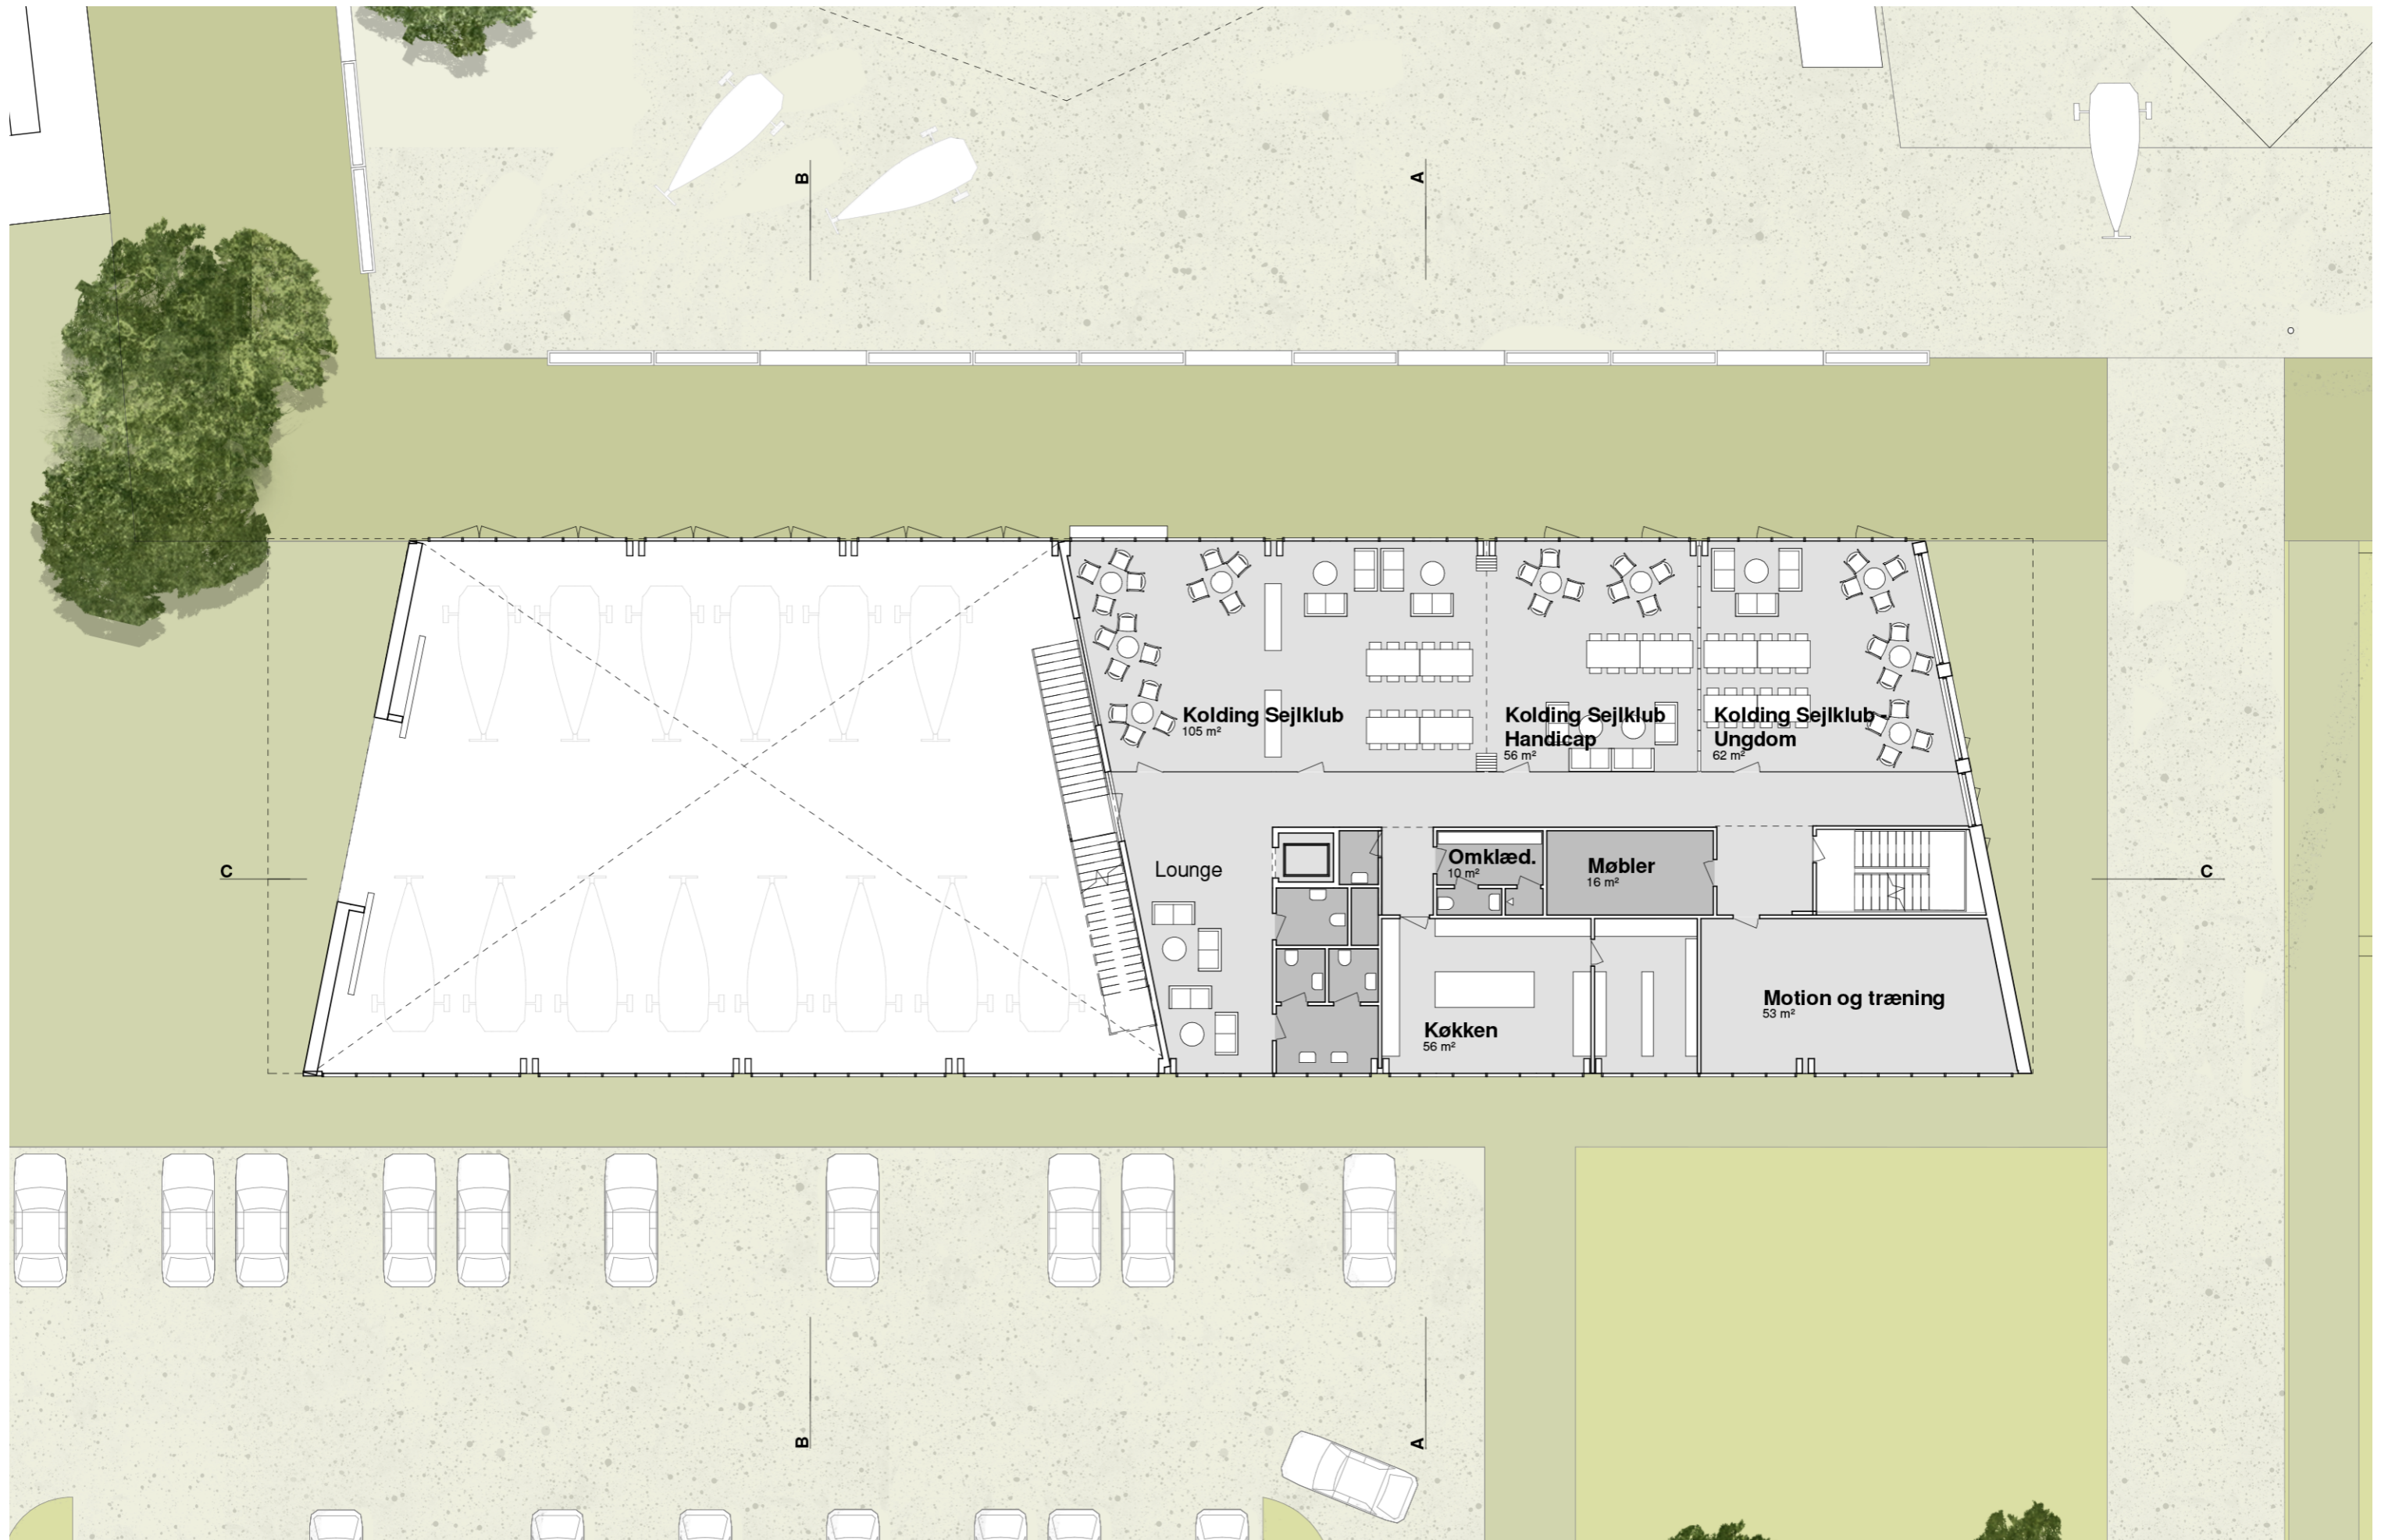 B
A
Kolding Sejlklub
105 m²
Kolding Sejlklub
Handicap
56 m²
Kolding Sejlklub -
Ungdom
62 m²
C
Lounge
Omklæd.
10 m²
Møbler
16 m²
C
Køkken
56 m²
Motion og træning
53 m²
B
A